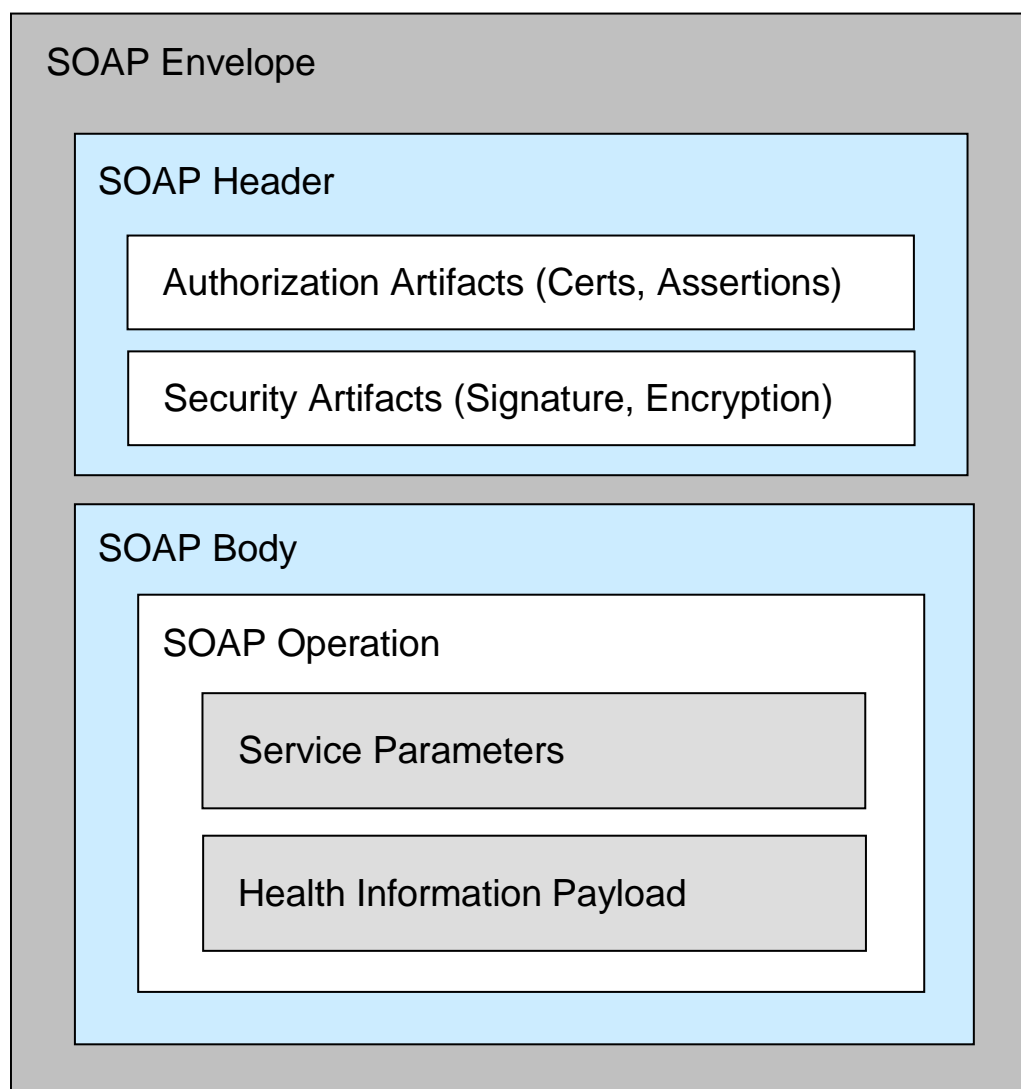 SOAP Envelope
SOAP Header
Authorization Artifacts (Certs, Assertions)
Security Artifacts (Signature, Encryption)
SOAP Body
SOAP Operation
Service Parameters
Health Information Payload